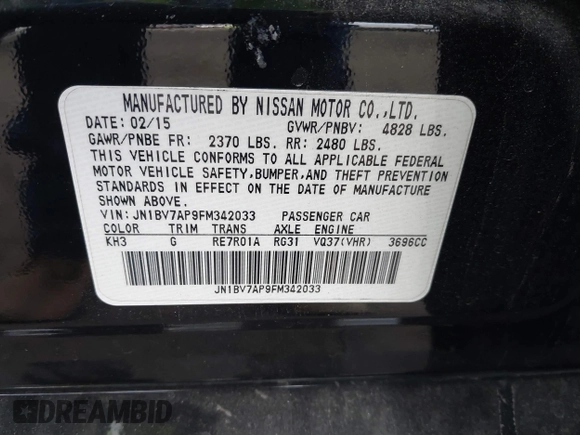 MANUFACTURED BY NISSAN MOTOR CO.,LTD.
DATE: 02/15 GVWR/PNBV: 4828 LBS.
GAWR/PNBE FR: 2370 LBS. RR: 2480 LBS.
THIS VEHICLE CONFORMS TO ALL APPLICABLE FEDERAL
MOTOR VEHICLE SAFETY, BUMPER, AND THEFT PREVENTION
STANDARDS IN EFFECT ON THE DATE OF MANUFACTURE
SHOWN ABOVE.
VIN: JN1BV7AP9FM342033 PASSENGER CAR
COLOR TRIM TRANS AXLE ENGINE
KH3 G RE7R01A RG31 VQ37(VHR) 3696CC
JN1BV7AP9FM342033
DREAMBID